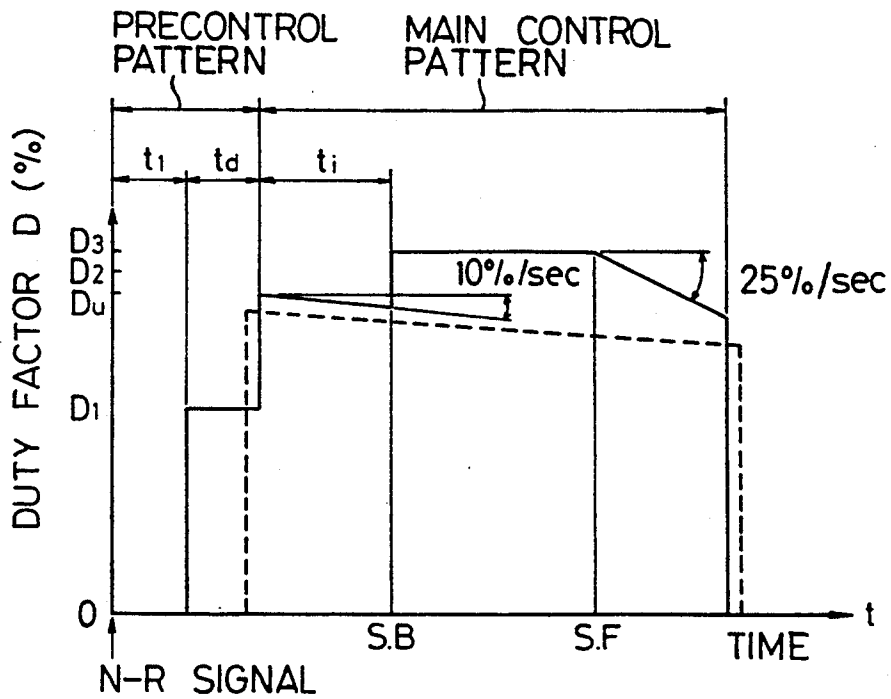 PRECONTROL
PATTERN
MAIN CONTROL
PATTERN
t1
td
ti
DUTY FACTOR D (%)
D3
D2
Du
D1
0
10%/sec
25%/sec
S.B
S.F
TIME
t
N-R SIGNAL